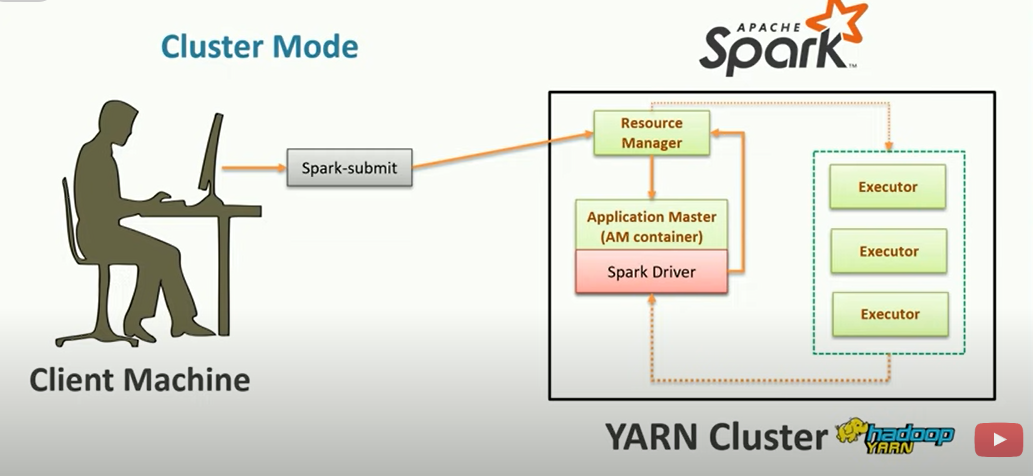 Cluster Mode
APACHE
Spark™
Resource
Manager
Spark-submit
Executor
Application Master
(AM container)
Executor
Spark Driver
Executor
Client Machine
YARN Cluster
hadoop
YARN